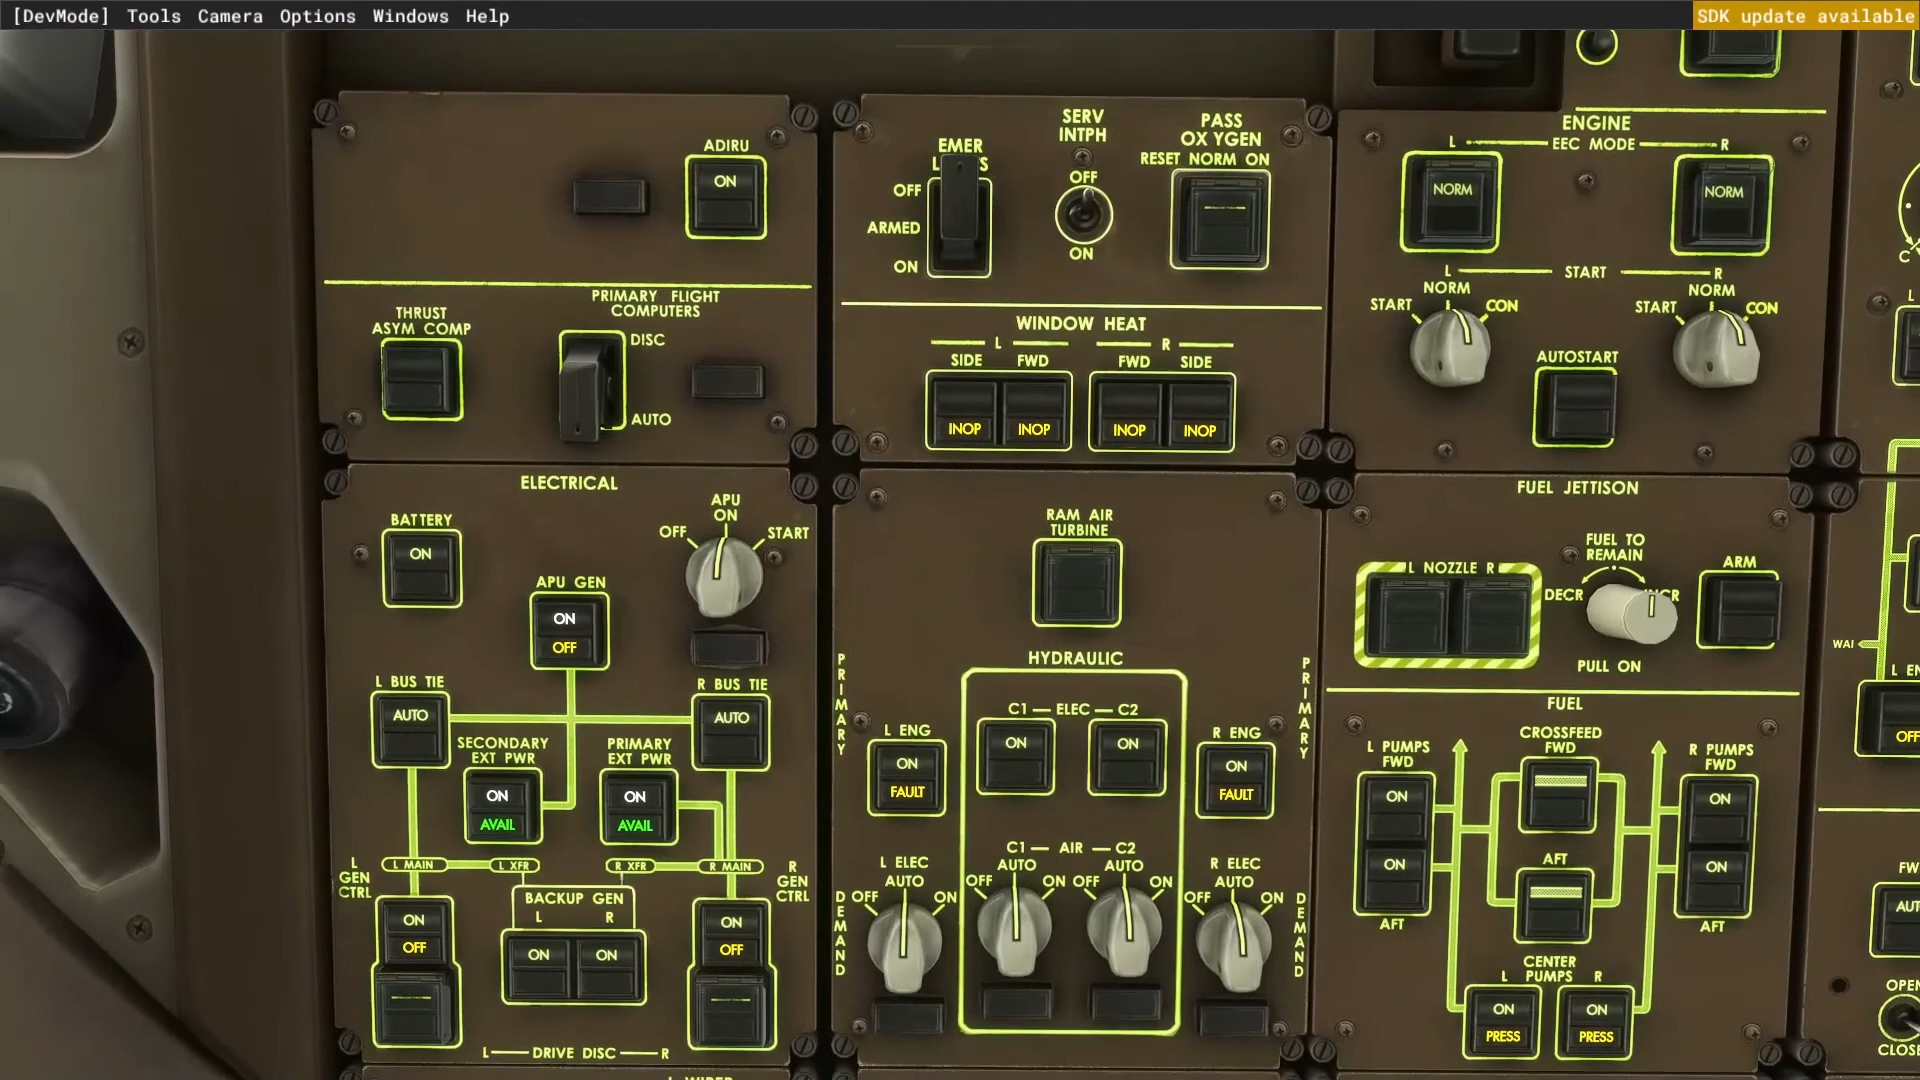 [DevMode] Tools Camera Options Windows Help
SDK update available
ADIRU
ON
THRUST
ASYM COMP
PRIMARY FLIGHT
COMPUTERS
DISC
AUTO
EMER
OFF
ARMED
ON
SERV
INTPH
OFF
ON
PASS
OXYGEN
RESET NORM ON
WINDOW HEAT
L R
SIDE FWD FWD SIDE
INOP INOP INOP INOP
ENGINE
L EEC MODE R
NORM NORM
L START R
START NORM CON
START NORM CON
AUTOSTART
ELECTRICAL
BATTERY
ON
APU
ON
OFF START
APU GEN
ON
OFF
L BUS TIE
AUTO
R BUS TIE
AUTO
SECONDARY
EXT PWR
ON
AVAIL
PRIMARY
EXT PWR
ON
AVAIL
L MAIN L XFR R XFR R MAIN
L
GEN
CTRL
R
GEN
CTRL
BACKUP GEN
L R
ON ON
ON
OFF
ON
OFF
L DRIVE DISC R
RAM AIR
TURBINE
HYDRAULIC
PRIMARY
PRIMARY
C1 ELEC C2
ON ON
L ENG
ON
FAULT
R ENG
ON
FAULT
C1 AIR C2
L ELEC
AUTO
OFF ON
AUTO
OFF ON
AUTO
OFF ON
R ELEC
AUTO
OFF ON
DEMAND
DEMAND
FUEL JETTISON
L NOZZLE R
FUEL TO
REMAIN
DECR
PULL ON
ARM
FUEL
L PUMPS
FWD
ON
ON
AFT
CROSSFEED
FWD
AFT
R PUMPS
FWD
ON
ON
AFT
CENTER
L PUMPS R
ON
PRESS
ON
PRESS
WAI
C
L